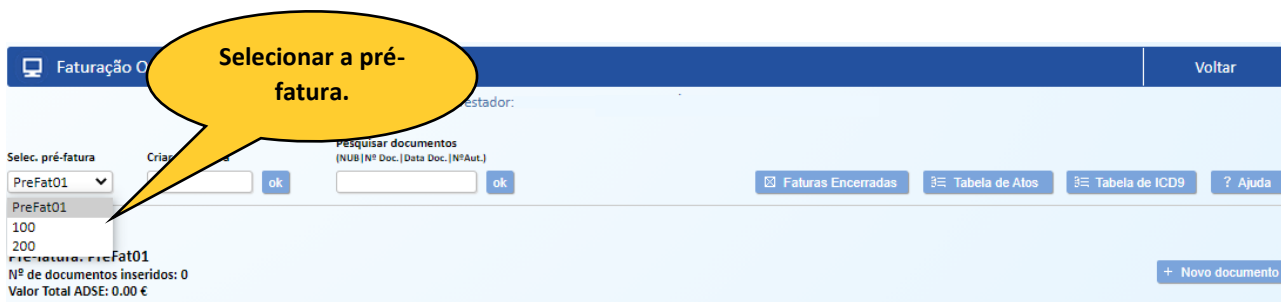 Selecionar a pré-
fatura.
Faturação O
Voltar
estador:
Selec. pré-fatura
Pesquisar documentos
(NUB|Nº Doc.|Data Doc.|NºAut.)
PreFat01
ok
ok
Faturas Encerradas
Tabela de Atos
Tabela de ICD9
? Ajuda
PreFat01
100
200
Pré-fatura: PreFat01
Nº de documentos inseridos: 0
Valor Total ADSE: 0.00 €
+ Novo documento